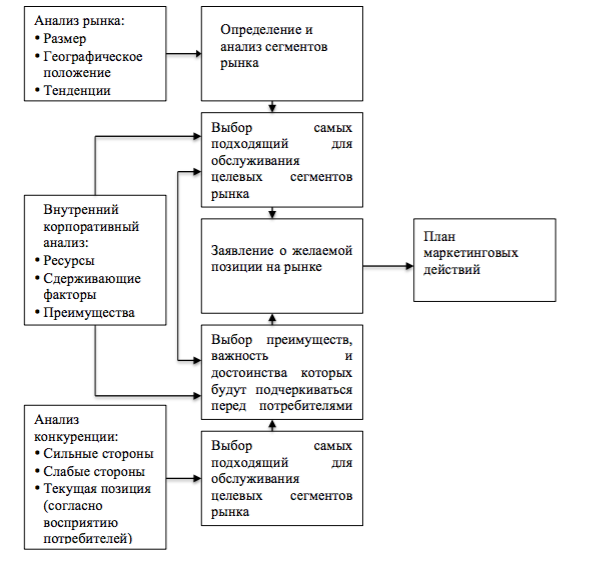 Анализ рынка:
• Размер
• Географическое
положение
• Тенденции
Определение и
анализ сегментов
рынка
Выбор самых
подходящий для
обслуживания
целевых сегментов
рынка
Внутренний
корпоративный
анализ:
• Ресурсы
• Сдерживающие
факторы
• Преимущества
Заявление о желаемой
позиции на рынке
План
маркетинговых
действий
Выбор преимуществ,
важность и
достоинства которых
будут подчеркиваться
перед потребителями
Анализ
конкуренции:
• Сильные стороны
• Слабые стороны
• Текущая позиция
(согласно
восприятию
потребителей)
Выбор самых
подходящий для
обслуживания
целевых сегментов
рынка